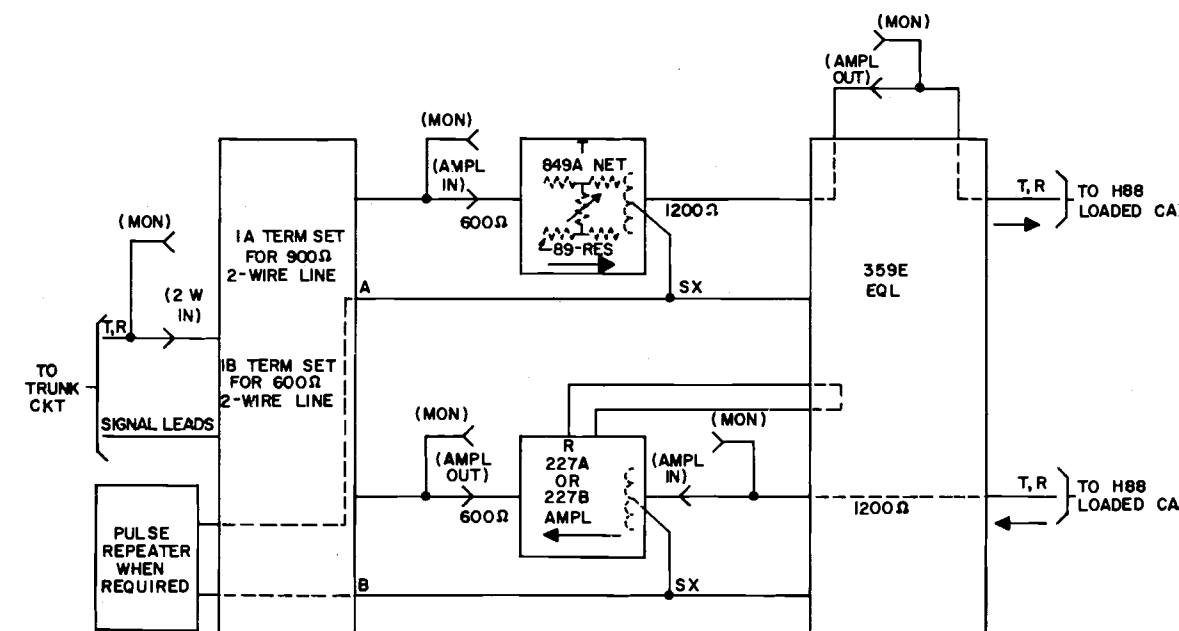 (MON)
(AMPL
OUT)
(MON)
(AMPL
IN)
600Ω
849A NET
89-RES
1200Ω
T,R
TO H88
LOADED CA
(MON)
(2 W
IN)
T,R
TO
TRUNK
CKT
SIGNAL LEADS
1A TERM SET
FOR 900Ω
2-WIRE LINE
1B TERM SET
FOR 600Ω
2-WIRE LINE
A
SX
359E
EQL
(MON)
(AMPL
OUT)
600Ω
R
227A
OR
227B
AMPL
(MON)
(AMPL
IN)
1200Ω
T,R
TO H88
LOADED CA
PULSE
REPEATER
WHEN
REQUIRED
B
SX